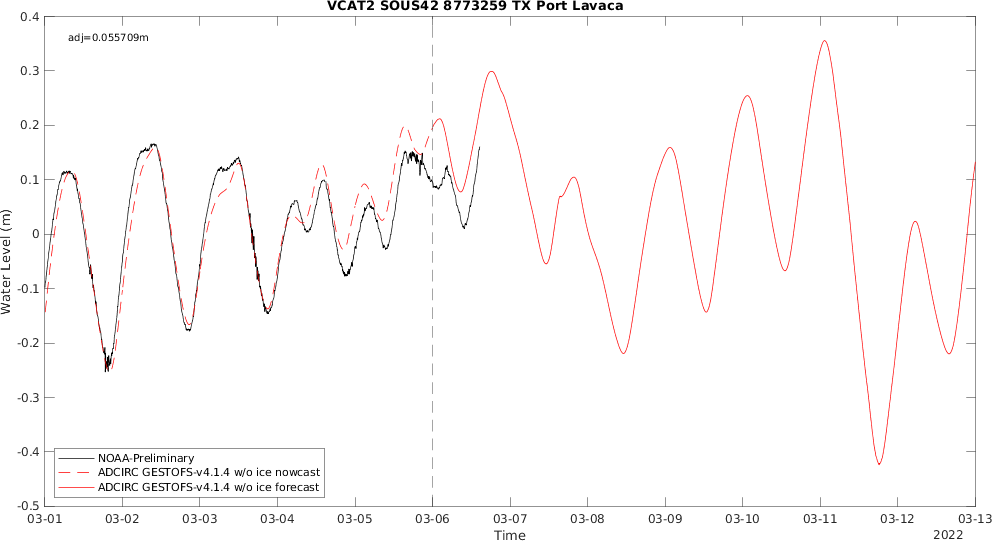 VCAT2 SOUS42 8773259 TX Port Lavaca
adj=0.055709m
0.4
0.3
0.2
0.1
0
-0.1
-0.2
-0.3
-0.4
-0.5
Water Level (m)
NOAA-Preliminary
ADCIRC GESTOFS-v4.1.4 w/o ice nowcast
ADCIRC GESTOFS-v4.1.4 w/o ice forecast
03-01 03-02 03-03 03-04 03-05 03-06 03-07 03-08 03-09 03-10 03-11 03-12 03-13
Time
2022